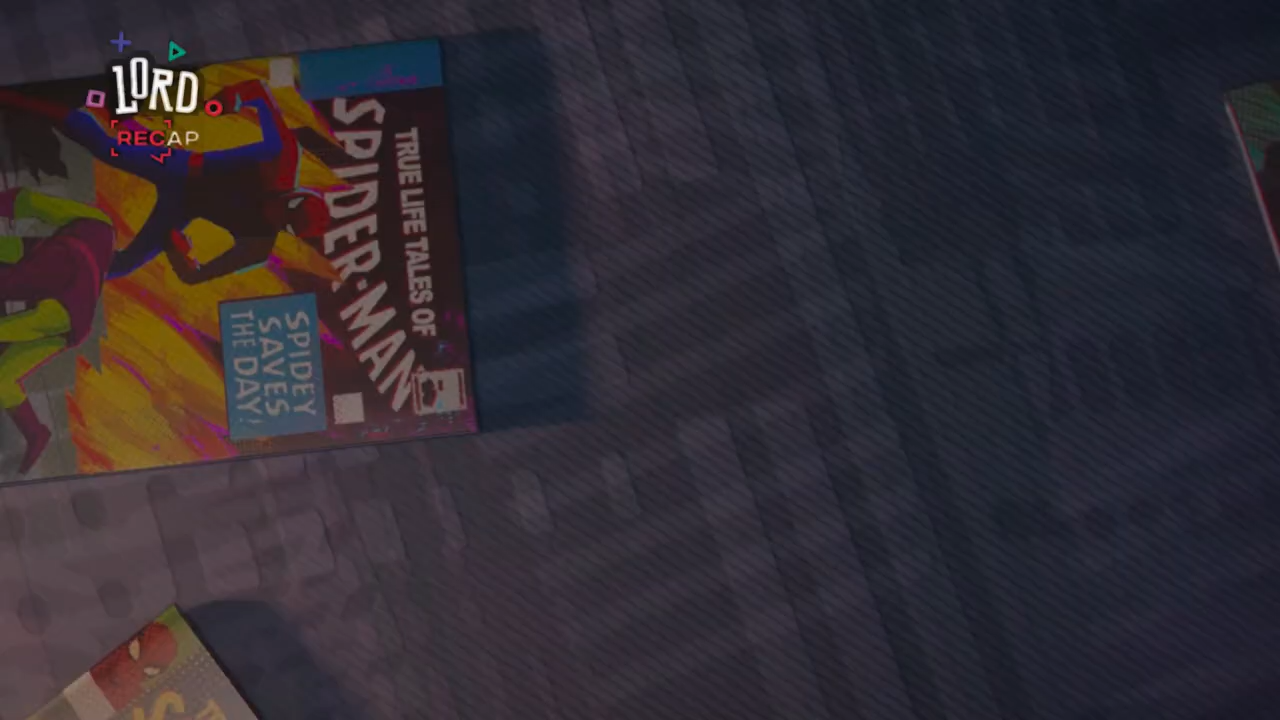 LORD
RECAP
TRUE LIFE TALES OF
SPIDER-MAN
SPIDEY
SAVES
THE DAY!